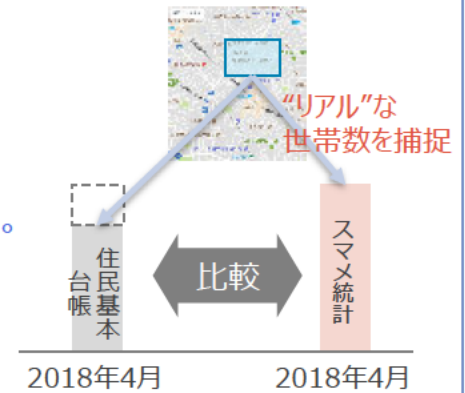 “リアル”な
世帯数を捕捉
。
住民基本
台帳
比較
スマメ統計
2018年4月
2018年4月